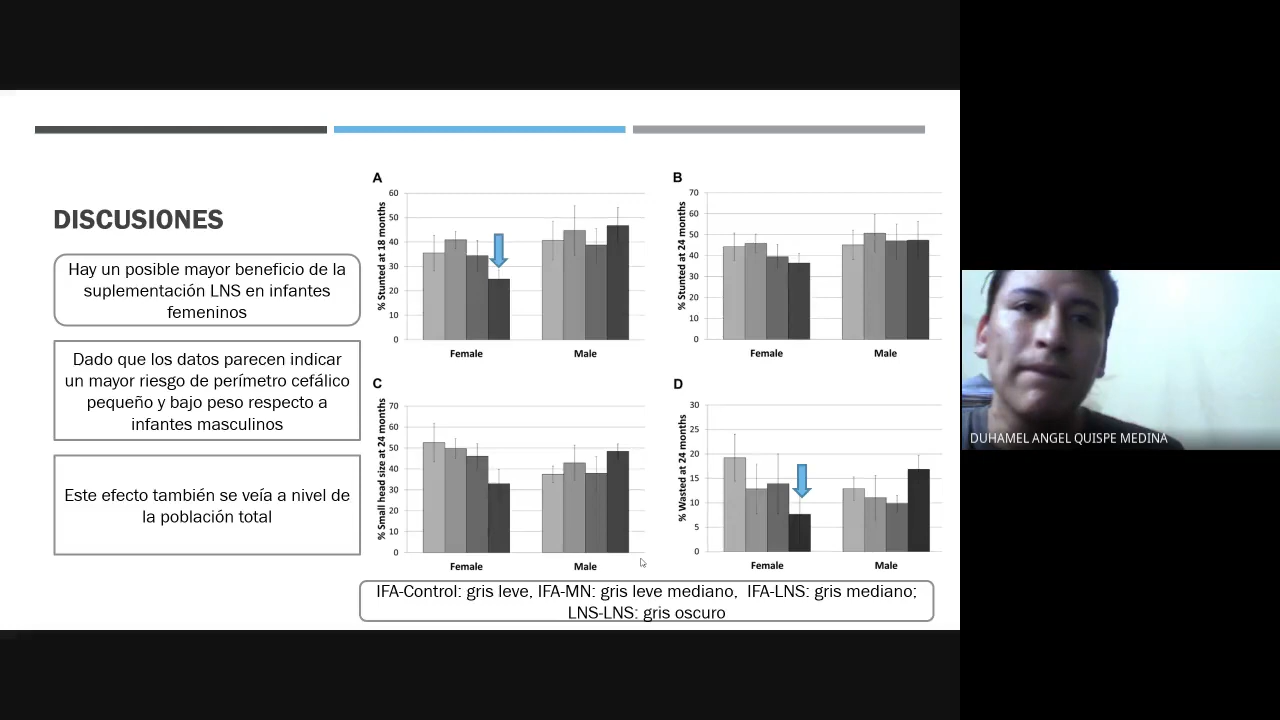 DISCUSIONES
Hay un posible mayor beneficio de la
suplementación LNS en infantes
femeninos
Dado que los datos parecen indicar
un mayor riesgo de perímetro cefálico
pequeño y bajo peso respecto a
infantes masculinos
Este efecto también se veía a nivel de
la población total
A
% Stunted at 18 months
60
50
40
30
20
10
0
Female
Male
B
% Stunted at 24 months
70
60
50
40
30
20
10
0
Female
Male
C
% Small head size at 24 months
70
60
50
40
30
20
10
0
Female
Male
D
% Wasted at 24 months
30
25
20
15
10
5
0
Female
Male
IFA-Control: gris leve, IFA-MN: gris leve mediano, IFA-LNS: gris mediano;
LNS-LNS: gris oscuro
DUHAMEL ANGEL QUISPE MEDINA